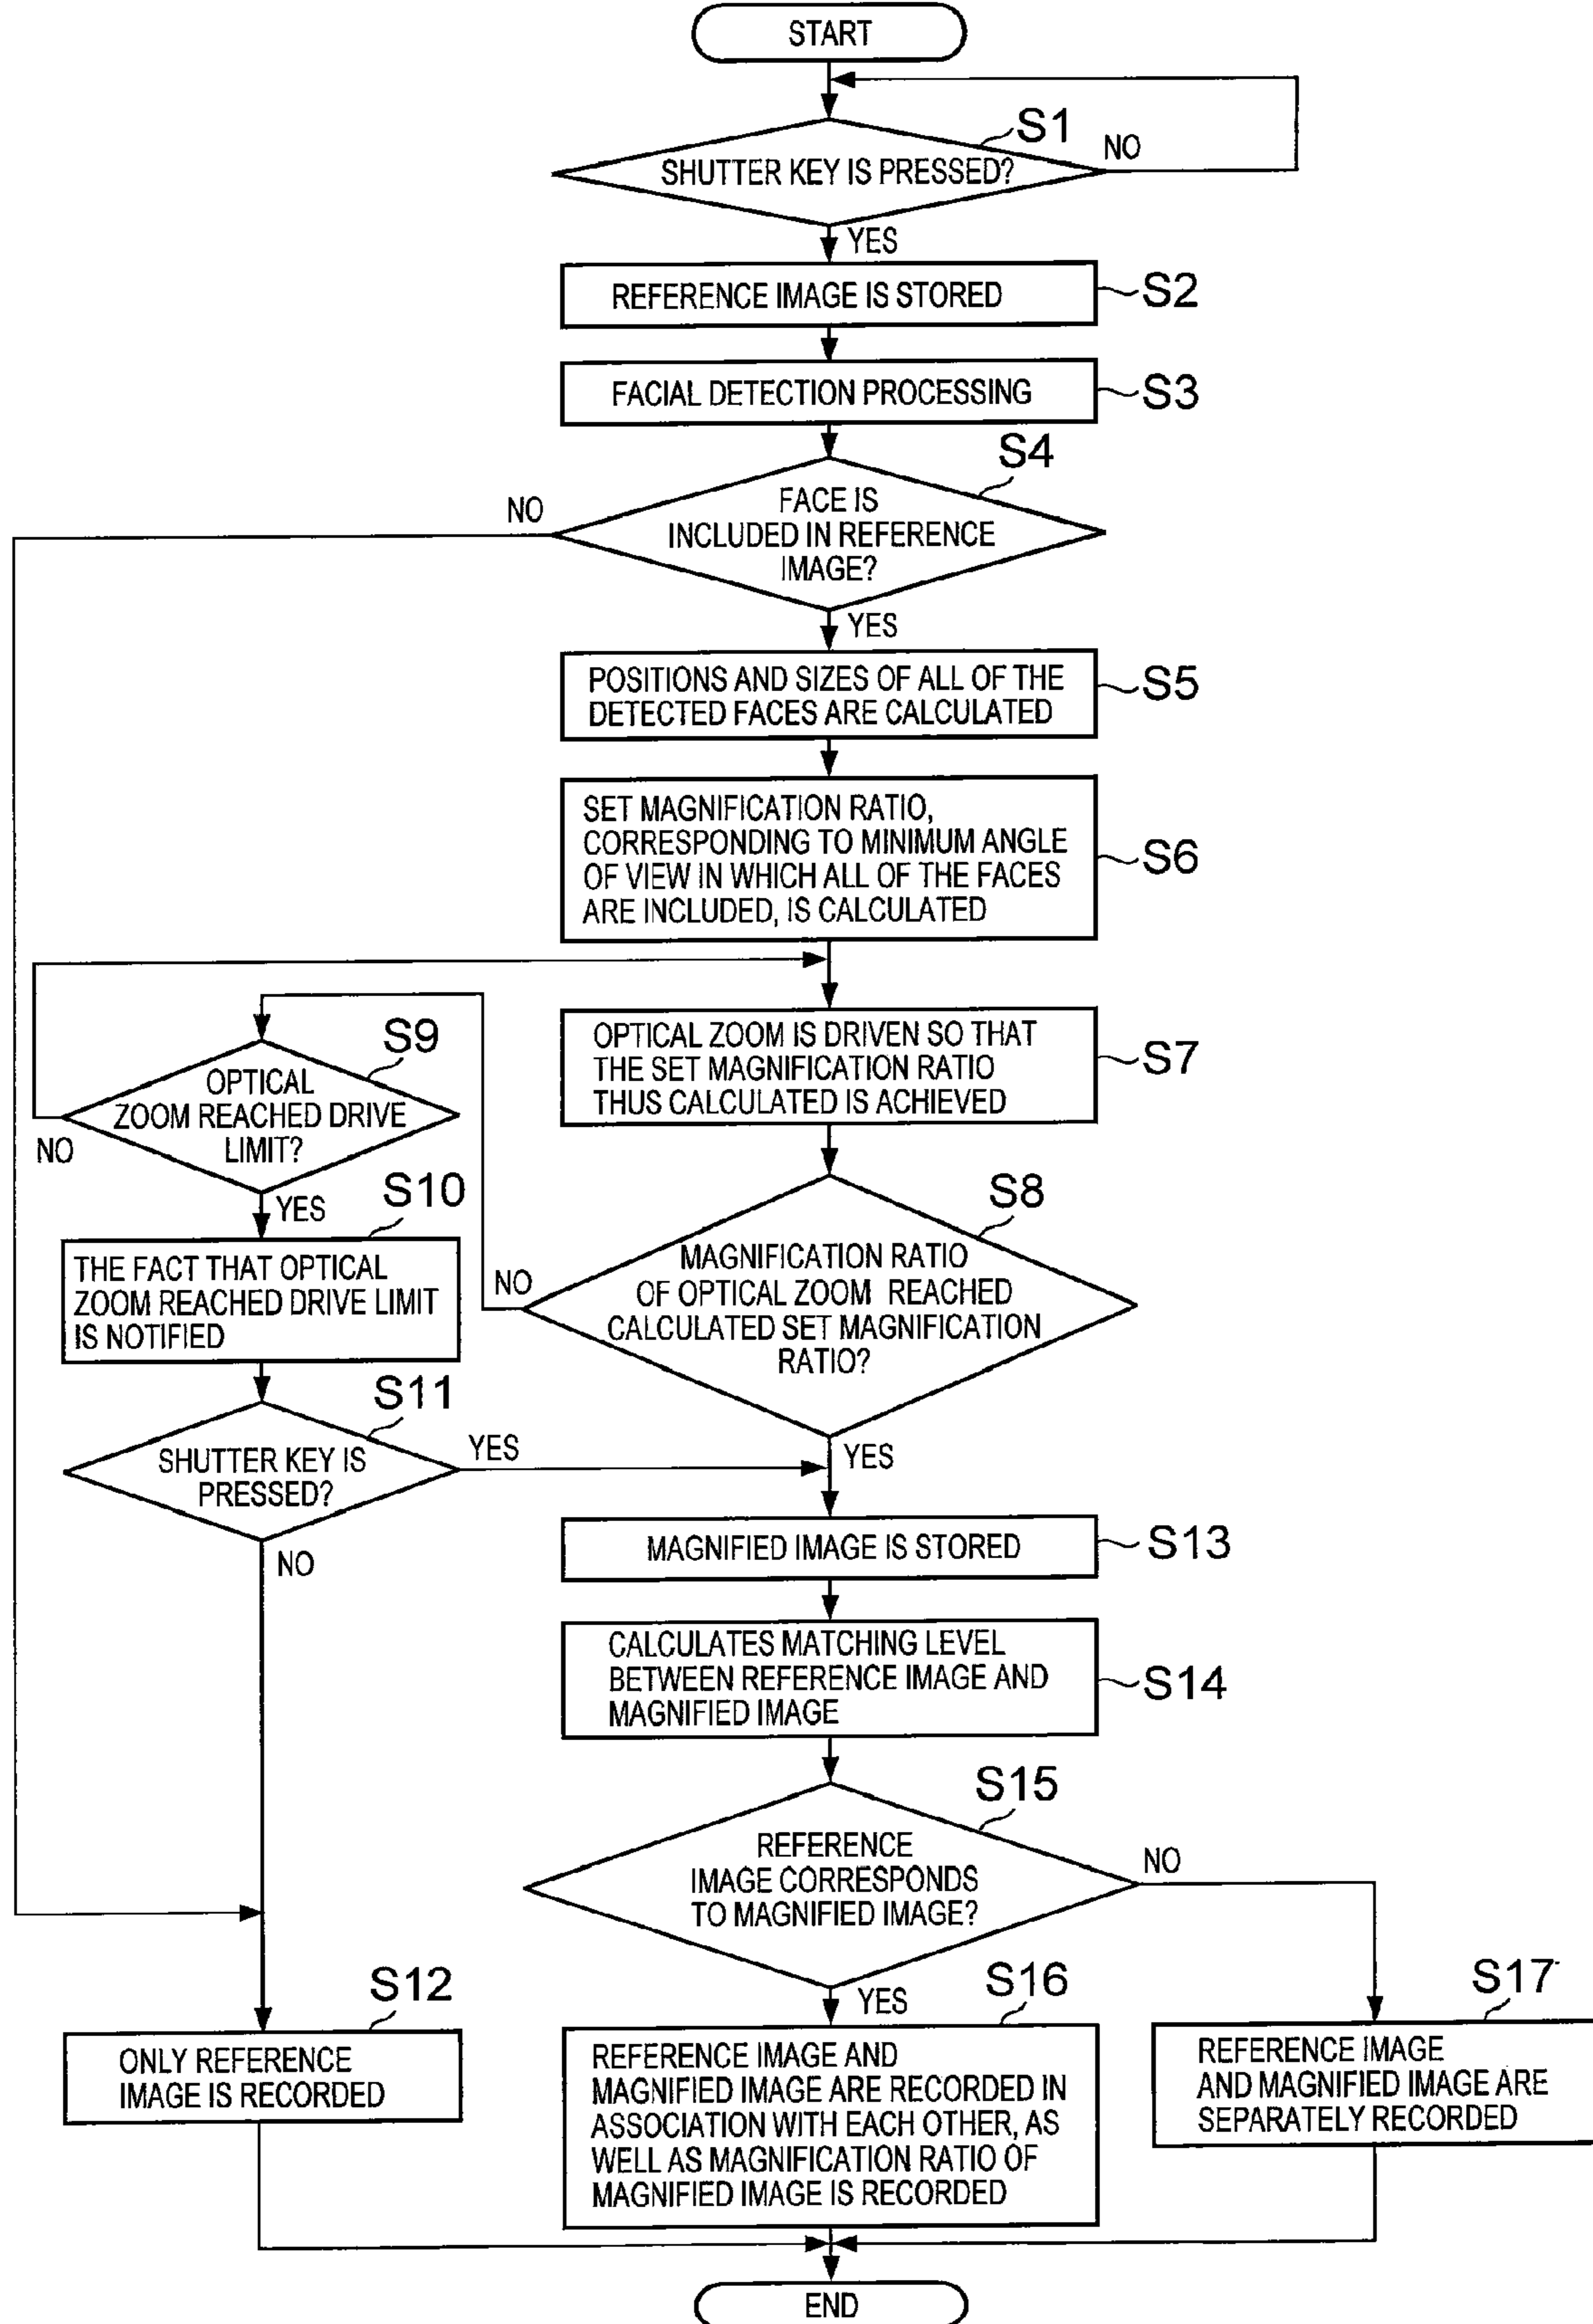 START
S1
NO
SHUTTER KEY IS PRESSED?
YES
REFERENCE IMAGE IS STORED
S2
FACIAL DETECTION PROCESSING
S3
S4
NO
FACE IS
INCLUDED IN REFERENCE
IMAGE?
YES
POSITIONS AND SIZES OF ALL OF THE
DETECTED FACES ARE CALCULATED
S5
SET MAGNIFICATION RATIO,
CORRESPONDING TO MINIMUM ANGLE
OF VIEW IN WHICH ALL OF THE FACES
ARE INCLUDED, IS CALCULATED
S6
OPTICAL ZOOM IS DRIVEN SO THAT
THE SET MAGNIFICATION RATIO
THUS CALCULATED IS ACHIEVED
S7
S9
OPTICAL
ZOOM REACHED DRIVE
LIMIT?
NO
YES
S10
THE FACT THAT OPTICAL
ZOOM REACHED DRIVE LIMIT
IS NOTIFIED
S8
NO
MAGNIFICATION RATIO
OF OPTICAL ZOOM REACHED
CALCULATED SET MAGNIFICATION
RATIO?
YES
S11
SHUTTER KEY IS
PRESSED?
YES
NO
MAGNIFIED IMAGE IS STORED
S13
CALCULATES MATCHING LEVEL
BETWEEN REFERENCE IMAGE AND
MAGNIFIED IMAGE
S14
S15
REFERENCE
IMAGE CORRESPONDS
TO MAGNIFIED IMAGE?
NO
YES
S12
ONLY REFERENCE
IMAGE IS RECORDED
S16
REFERENCE IMAGE AND
MAGNIFIED IMAGE ARE RECORDED IN
ASSOCIATION WITH EACH OTHER, AS
WELL AS MAGNIFICATION RATIO OF
MAGNIFIED IMAGE IS RECORDED
S17
REFERENCE IMAGE
AND MAGNIFIED IMAGE ARE
SEPARATELY RECORDED
END